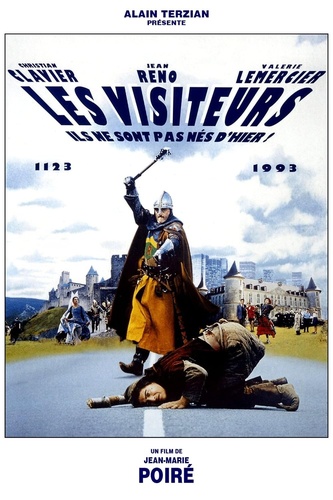 ALAIN TERZIAN
PRÉSENTE
CHRISTIAN JEAN VALERIE
CLAVIER RENO LEMERCIER
LES VISITEURS
ILS NE SONT PAS NÉS D'HIER!
1123 1993
UN FILM DE
JEAN-MARIE
POIRÉ